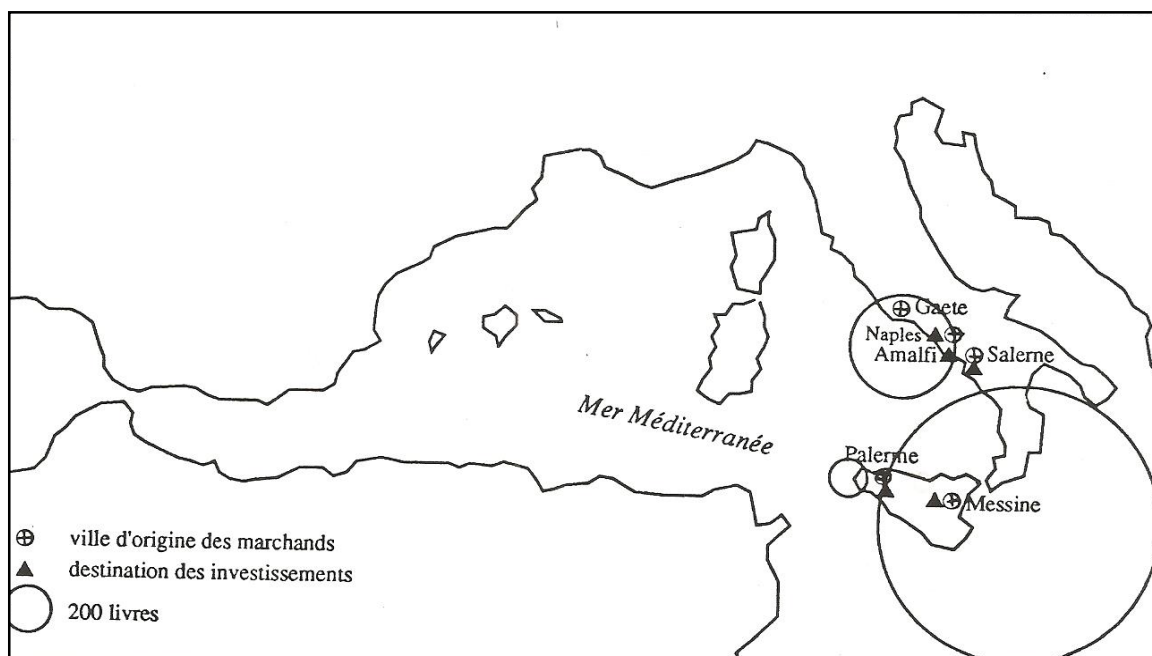 Gaete
Naples
Amalfi
Salerne
Mer Méditerranée
Palerme
Messine
ville d'origine des marchands
destination des investissements
200 livres